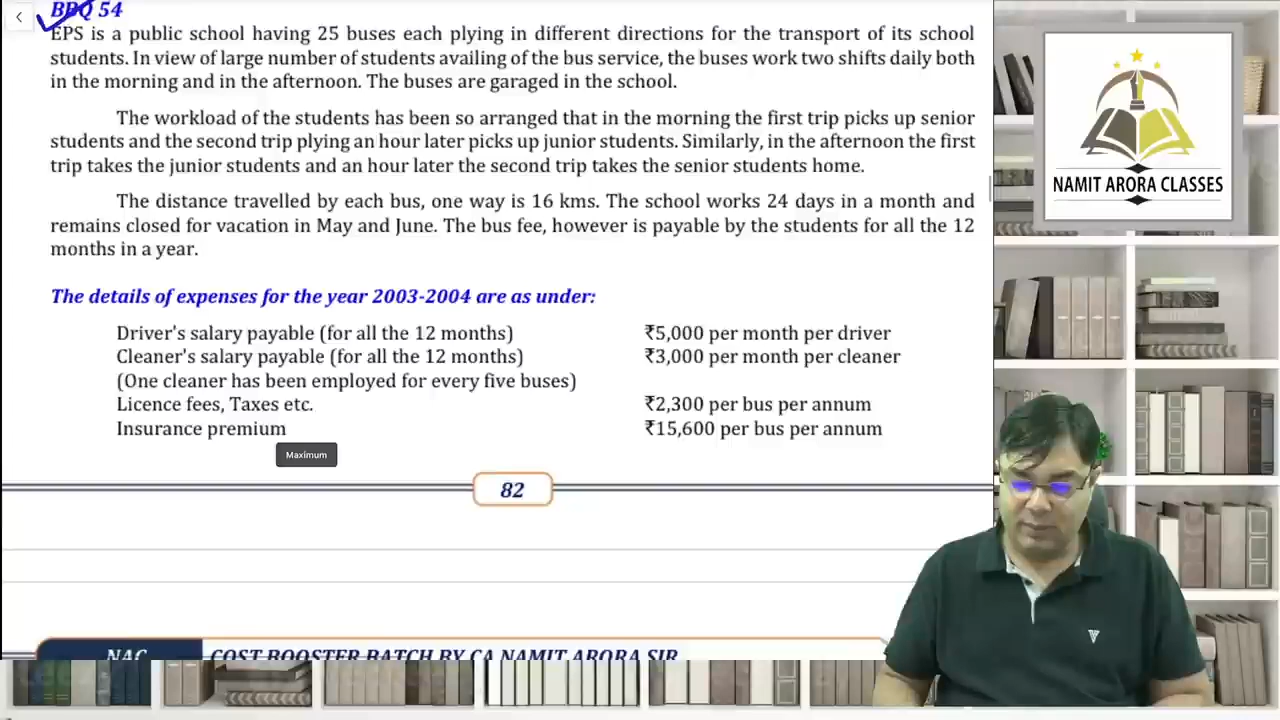 BBQ 54
EPS is a public school having 25 buses each plying in different directions for the transport of its school
students. In view of large number of students availing of the bus service, the buses work two shifts daily both
in the morning and in the afternoon. The buses are garaged in the school.
The workload of the students has been so arranged that in the morning the first trip picks up senior
students and the second trip plying an hour later picks up junior students. Similarly, in the afternoon the first
trip takes the junior students and an hour later the second trip takes the senior students home.
The distance travelled by each bus, one way is 16 kms. The school works 24 days in a month and
remains closed for vacation in May and June. The bus fee, however is payable by the students for all the 12
months in a year.
The details of expenses for the year 2003-2004 are as under:
Driver's salary payable (for all the 12 months) ₹5,000 per month per driver
Cleaner's salary payable (for all the 12 months) ₹3,000 per month per cleaner
(One cleaner has been employed for every five buses)
Licence fees, Taxes etc. ₹2,300 per bus per annum
Insurance premium ₹15,600 per bus per annum
Maximum
82
NAC COST BOOSTER BATCH BY CA NAMIT ARORA SIR
NAMIT ARORA CLASSES